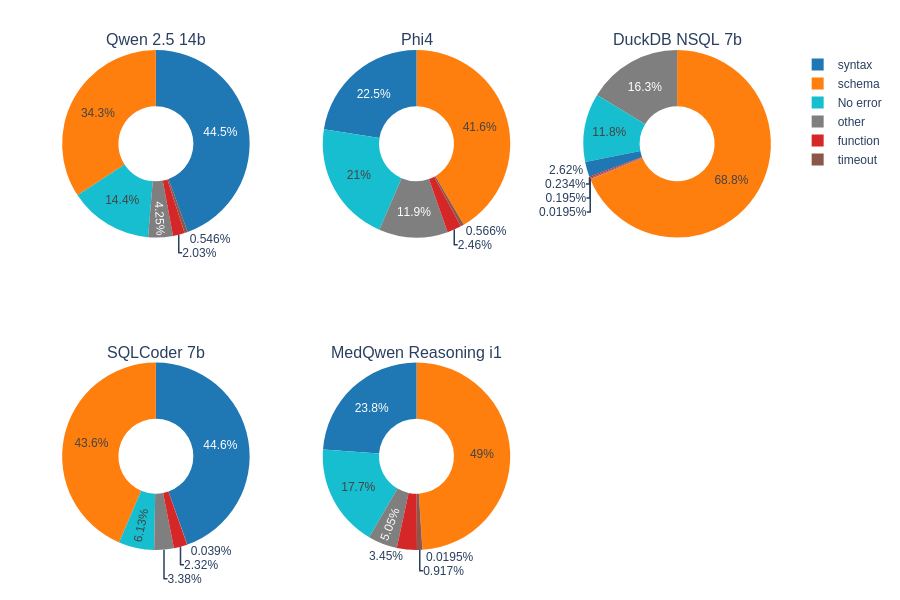 Qwen 2.5 14b
44.5%
34.3%
14.4%
4.25%
2.03%
0.546%
Phi4
41.6%
22.5%
21%
11.9%
2.46%
0.566%
DuckDB NSQL 7b
68.8%
16.3%
11.8%
2.62%
0.234%
0.195%
0.0195%
syntax
schema
No error
other
function
timeout
SQLCoder 7b
44.6%
43.6%
6.13%
3.38%
2.32%
0.039%
MedQwen Reasoning i1
49%
23.8%
17.7%
5.05%
3.45%
0.917%
0.0195%